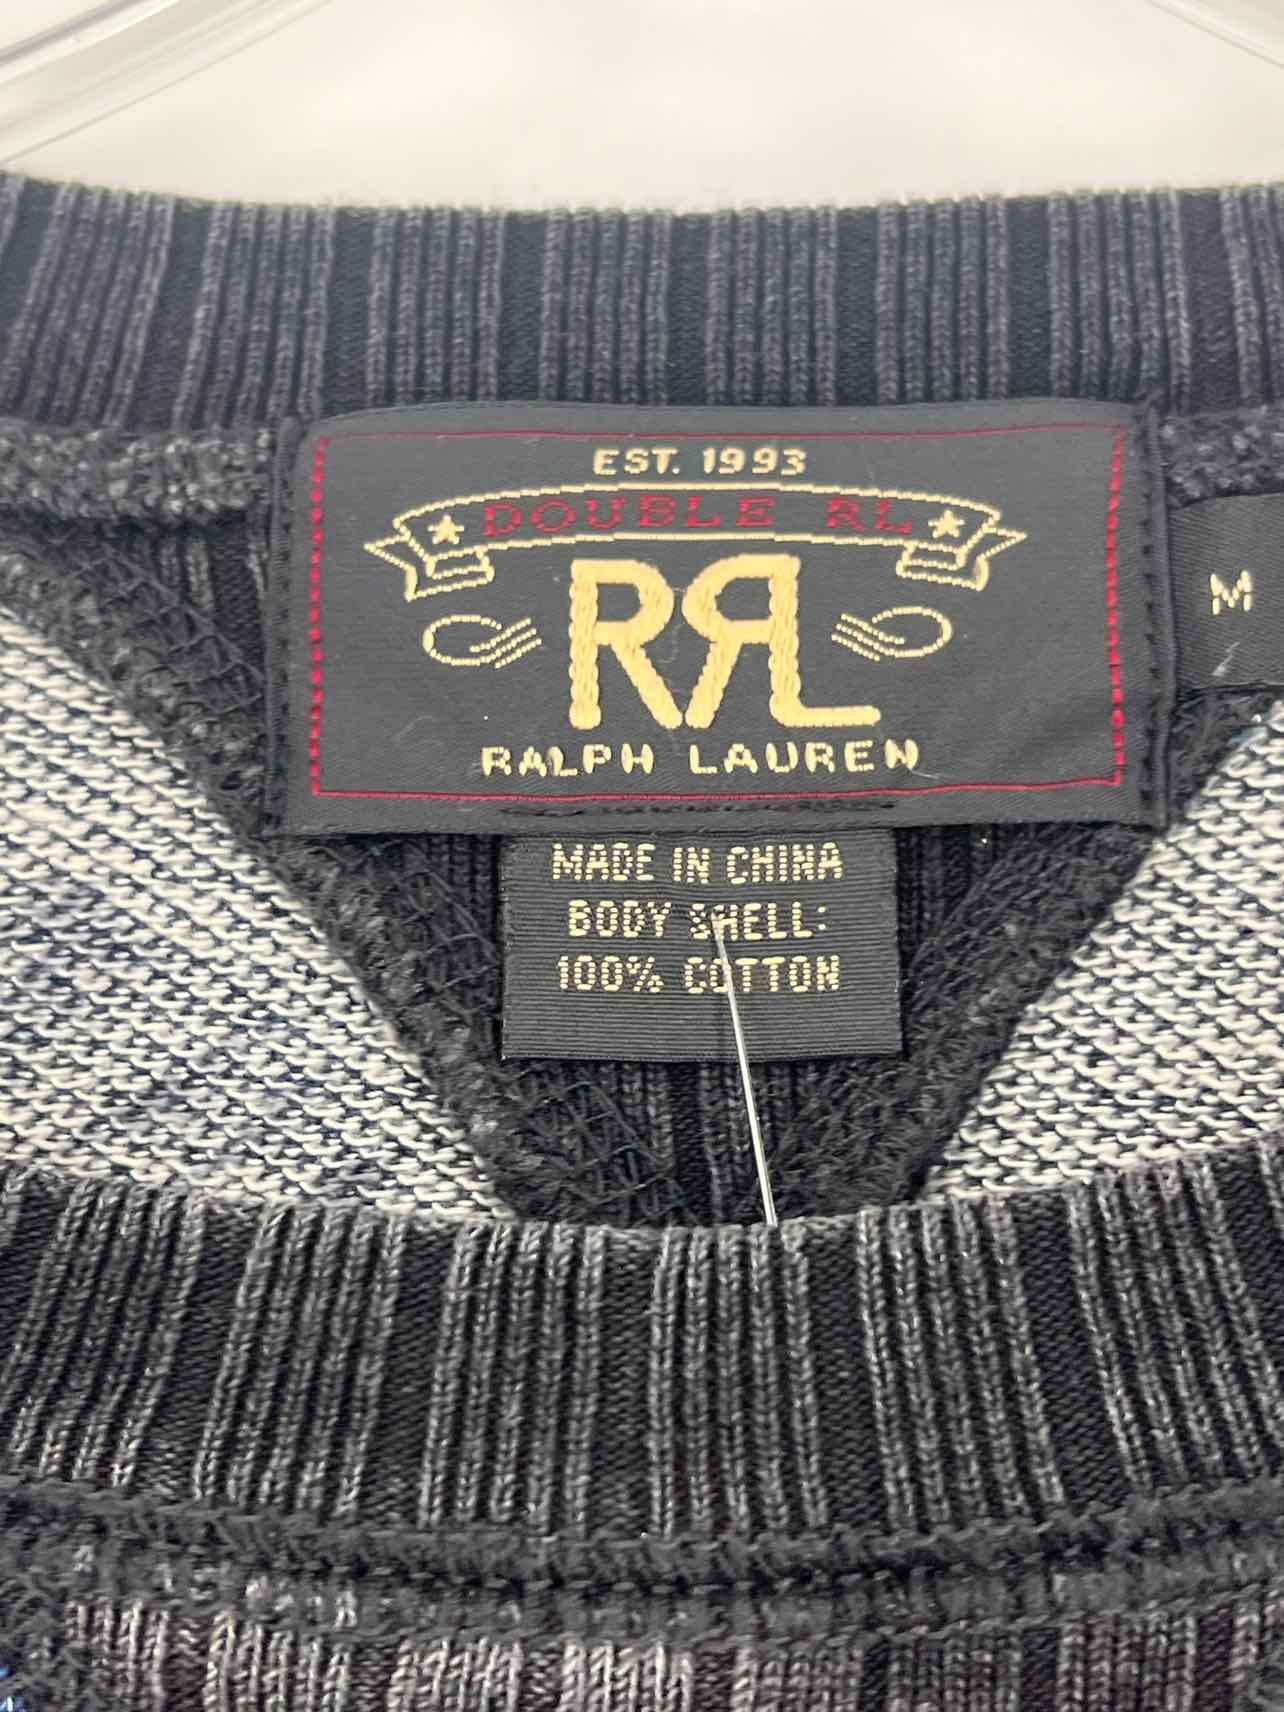 EST. 1993
DOUBLE RL
RRL
RALPH LAUREN
M
MADE IN CHINA
BODY SHELL:
100% COTTON